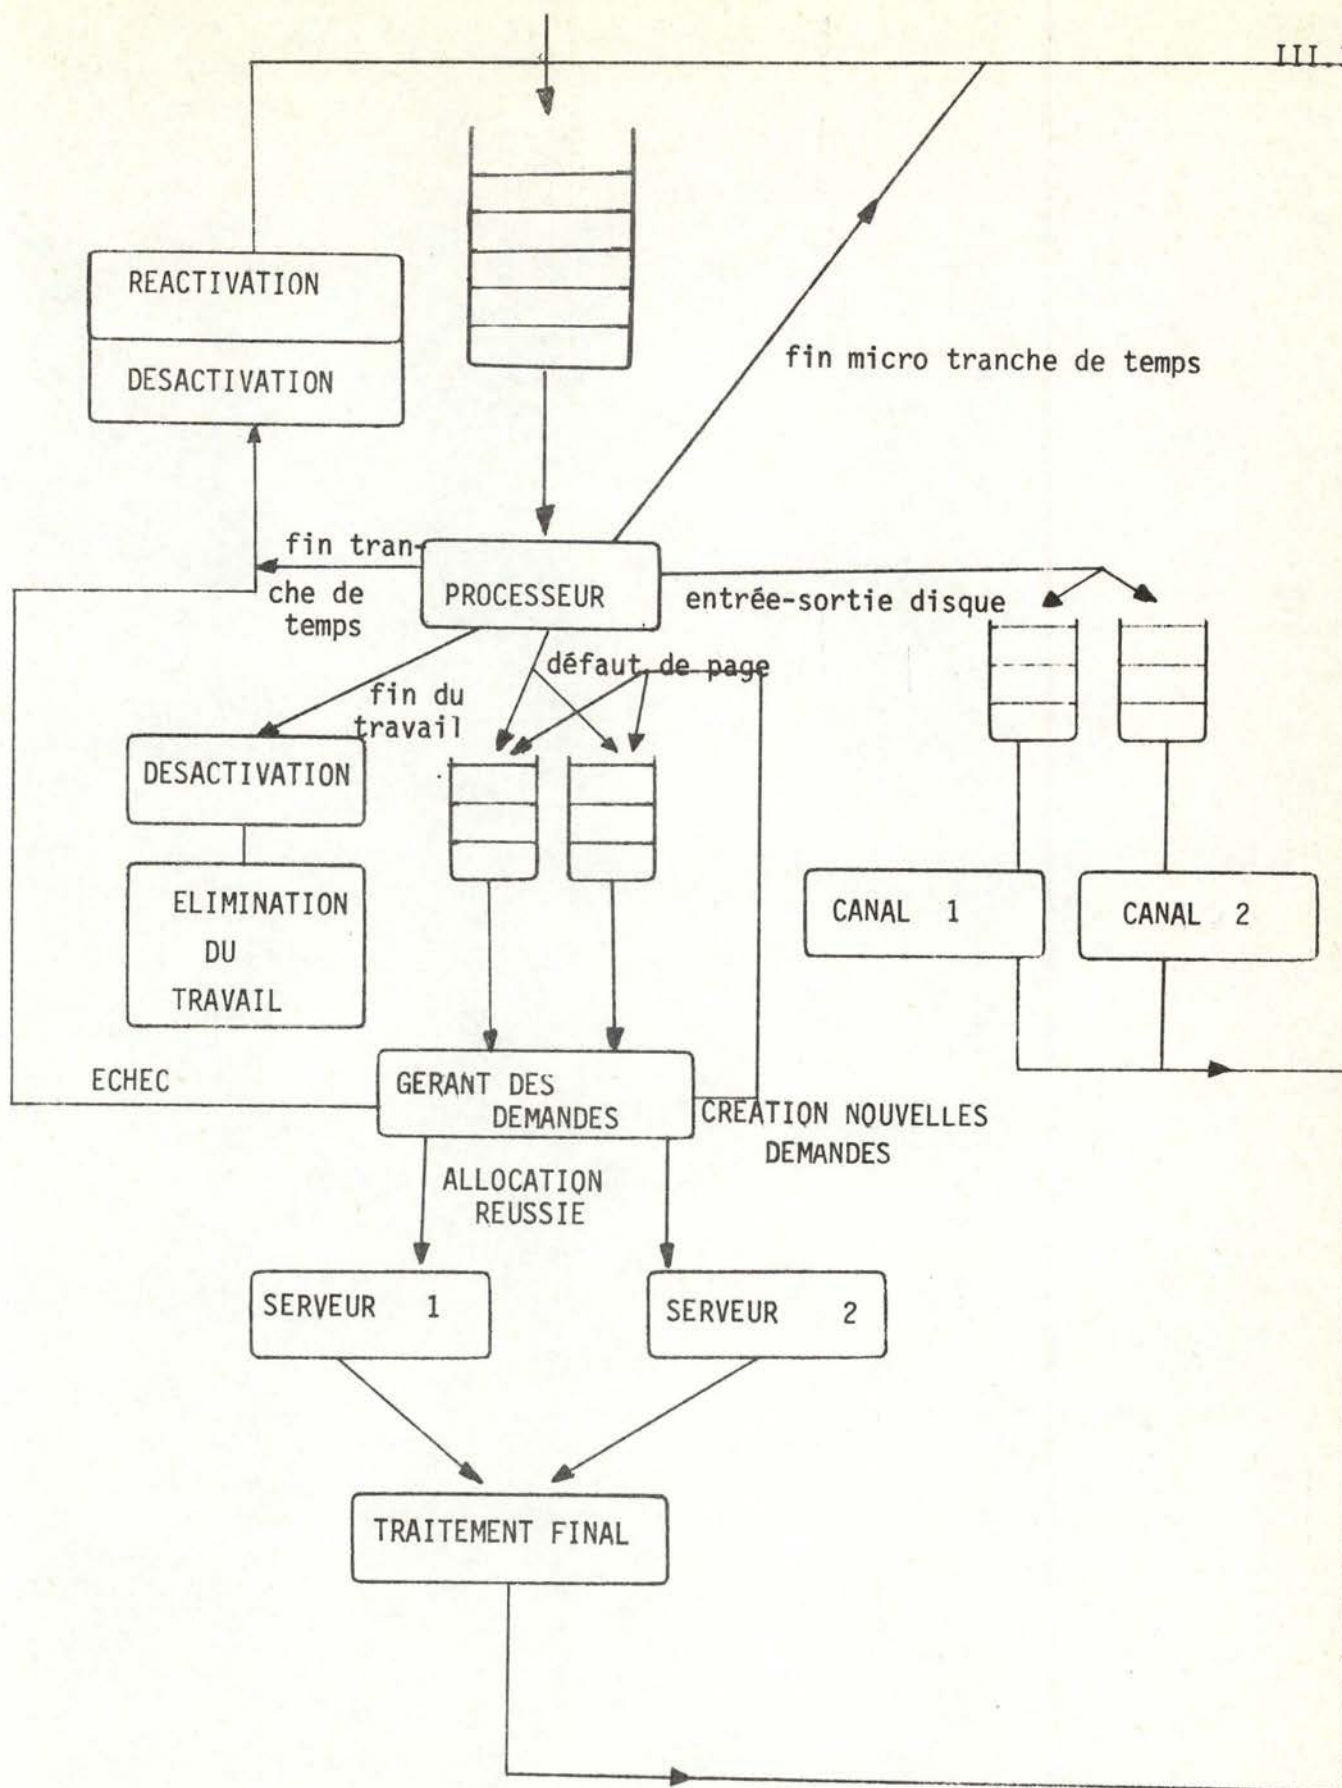 III.
REACTIVATION
DESACTIVATION
fin micro tranche de temps
fin tran-
che de
temps
PROCESSEUR
entrée-sortie disque
défaut de page
fin du
travail
DESACTIVATION
ELIMINATION
DU
TRAVAIL
CANAL 1
CANAL 2
ECHEC
GERANT DES
DEMANDES
CREATION NOUVELLES
DEMANDES
ALLOCATION
REUSSIE
SERVEUR 1
SERVEUR 2
TRAITEMENT FINAL